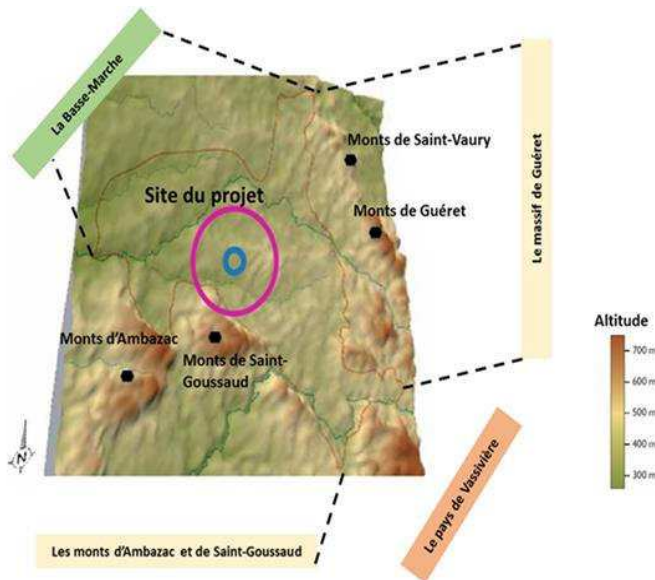 La Basse-Marche
Monts de Saint-Vaury
Site du projet
Monts de Guéret
Le massif de Guéret
Altitude
700 m
600 m
500 m
400 m
300 m
Monts d'Ambazac
Monts de Saint-
Goussaud
N
Le pays de Vassivière
Les monts d'Ambazac et de Saint-Goussaud